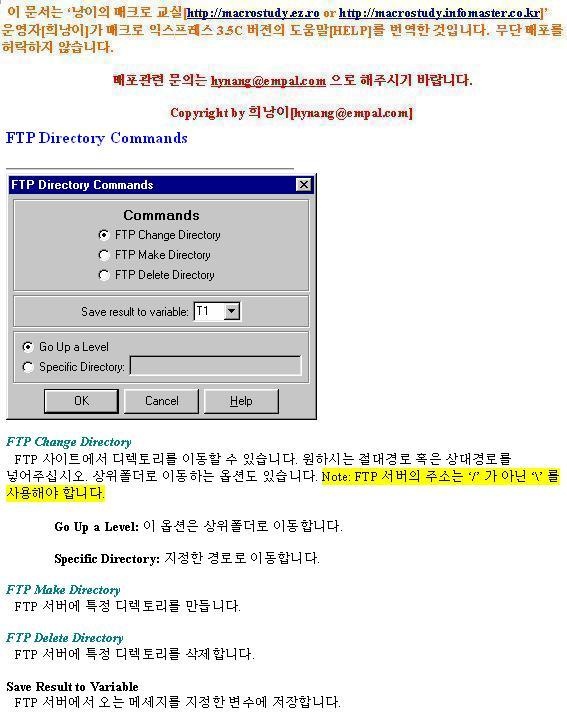 이 문서는 '낭이의 매크로 교실[http://macrostudy.ez.ro or http://macrostudy.infomaster.co.kr]'
운영자[희낭이]가 매크로 익스프레스 3.5C 버전의 도움말[HELP]를 번역한 것입니다. 무단 배포를
허락하지 않습니다.
배포관련 문의는 hynang@empal.com 으로 해주시기 바랍니다.
Copyright by 희낭이[hynang@empal.com]
FTP Directory Commands
FTP Directory Commands
Commands
FTP Change Directory
FTP Make Directory
FTP Delete Directory
Save result to variable: T1
Go Up a Level
Specific Directory:
OK Cancel Help
FTP Change Directory
FTP 사이트에서 디렉토리를 이동할 수 있습니다. 원하시는 절대경로 혹은 상대경로를
넣어주십시오. 상위폴더로 이동하는 옵션도 있습니다. Note: FTP 서버의 주소는 '/' 가 아닌 '\' 를
사용해야 합니다.
Go Up a Level: 이 옵션은 상위폴더로 이동합니다.
Specific Directory: 지정한 경로로 이동합니다.
FTP Make Directory
FTP 서버에 특정 디렉토리를 만듭니다.
FTP Delete Directory
FTP 서버에 특정 디렉토리를 삭제합니다.
Save Result to Variable
FTP 서버에서 오는 메세지를 지정한 변수에 저장합니다.